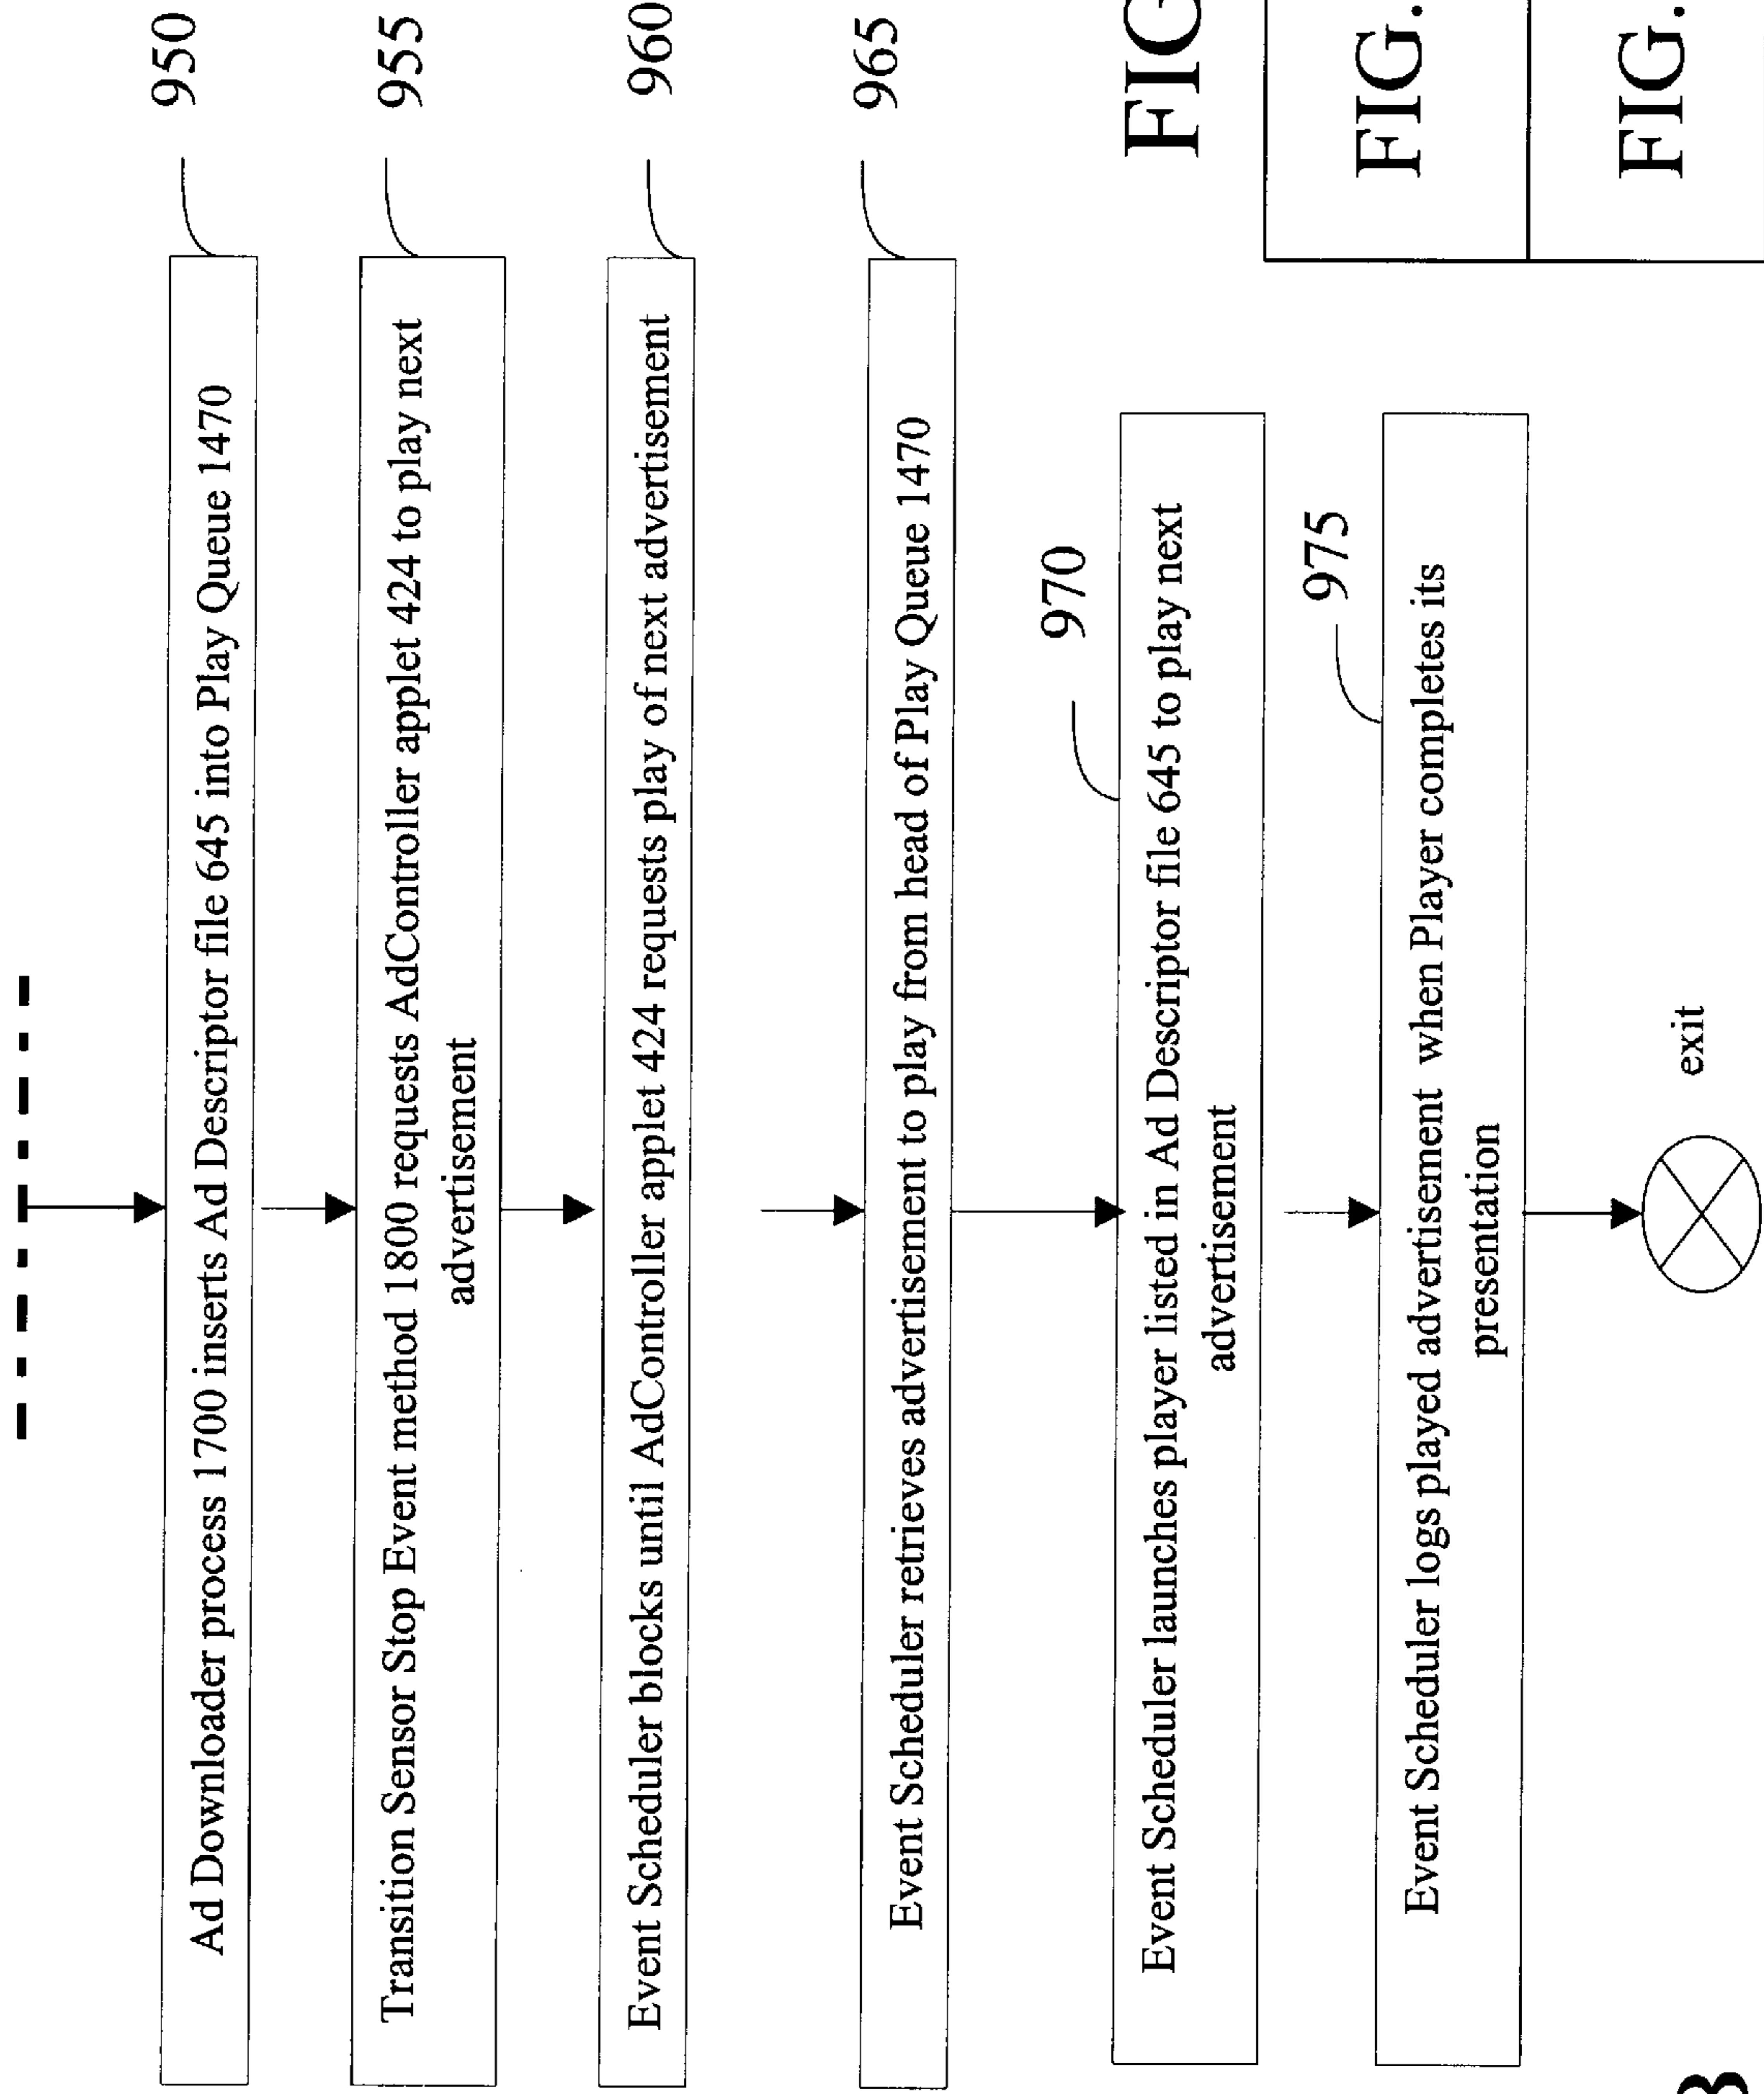 950
Ad Downloader process 1700 inserts Ad Descriptor file 645 into Play Queue 1470
955
Transition Sensor Stop Event method 1800 requests AdController applet 424 to play next
advertisement
960
Event Scheduler blocks until AdController applet 424 requests play of next advertisement
965
Event Scheduler retrieves advertisement to play from head of Play Queue 1470
970
Event Scheduler launches player listed in Ad Descriptor file 645 to play next
advertisement
975
Event Scheduler logs played advertisement when Player completes its
presentation
exit
FIG
FIG.
FIG.